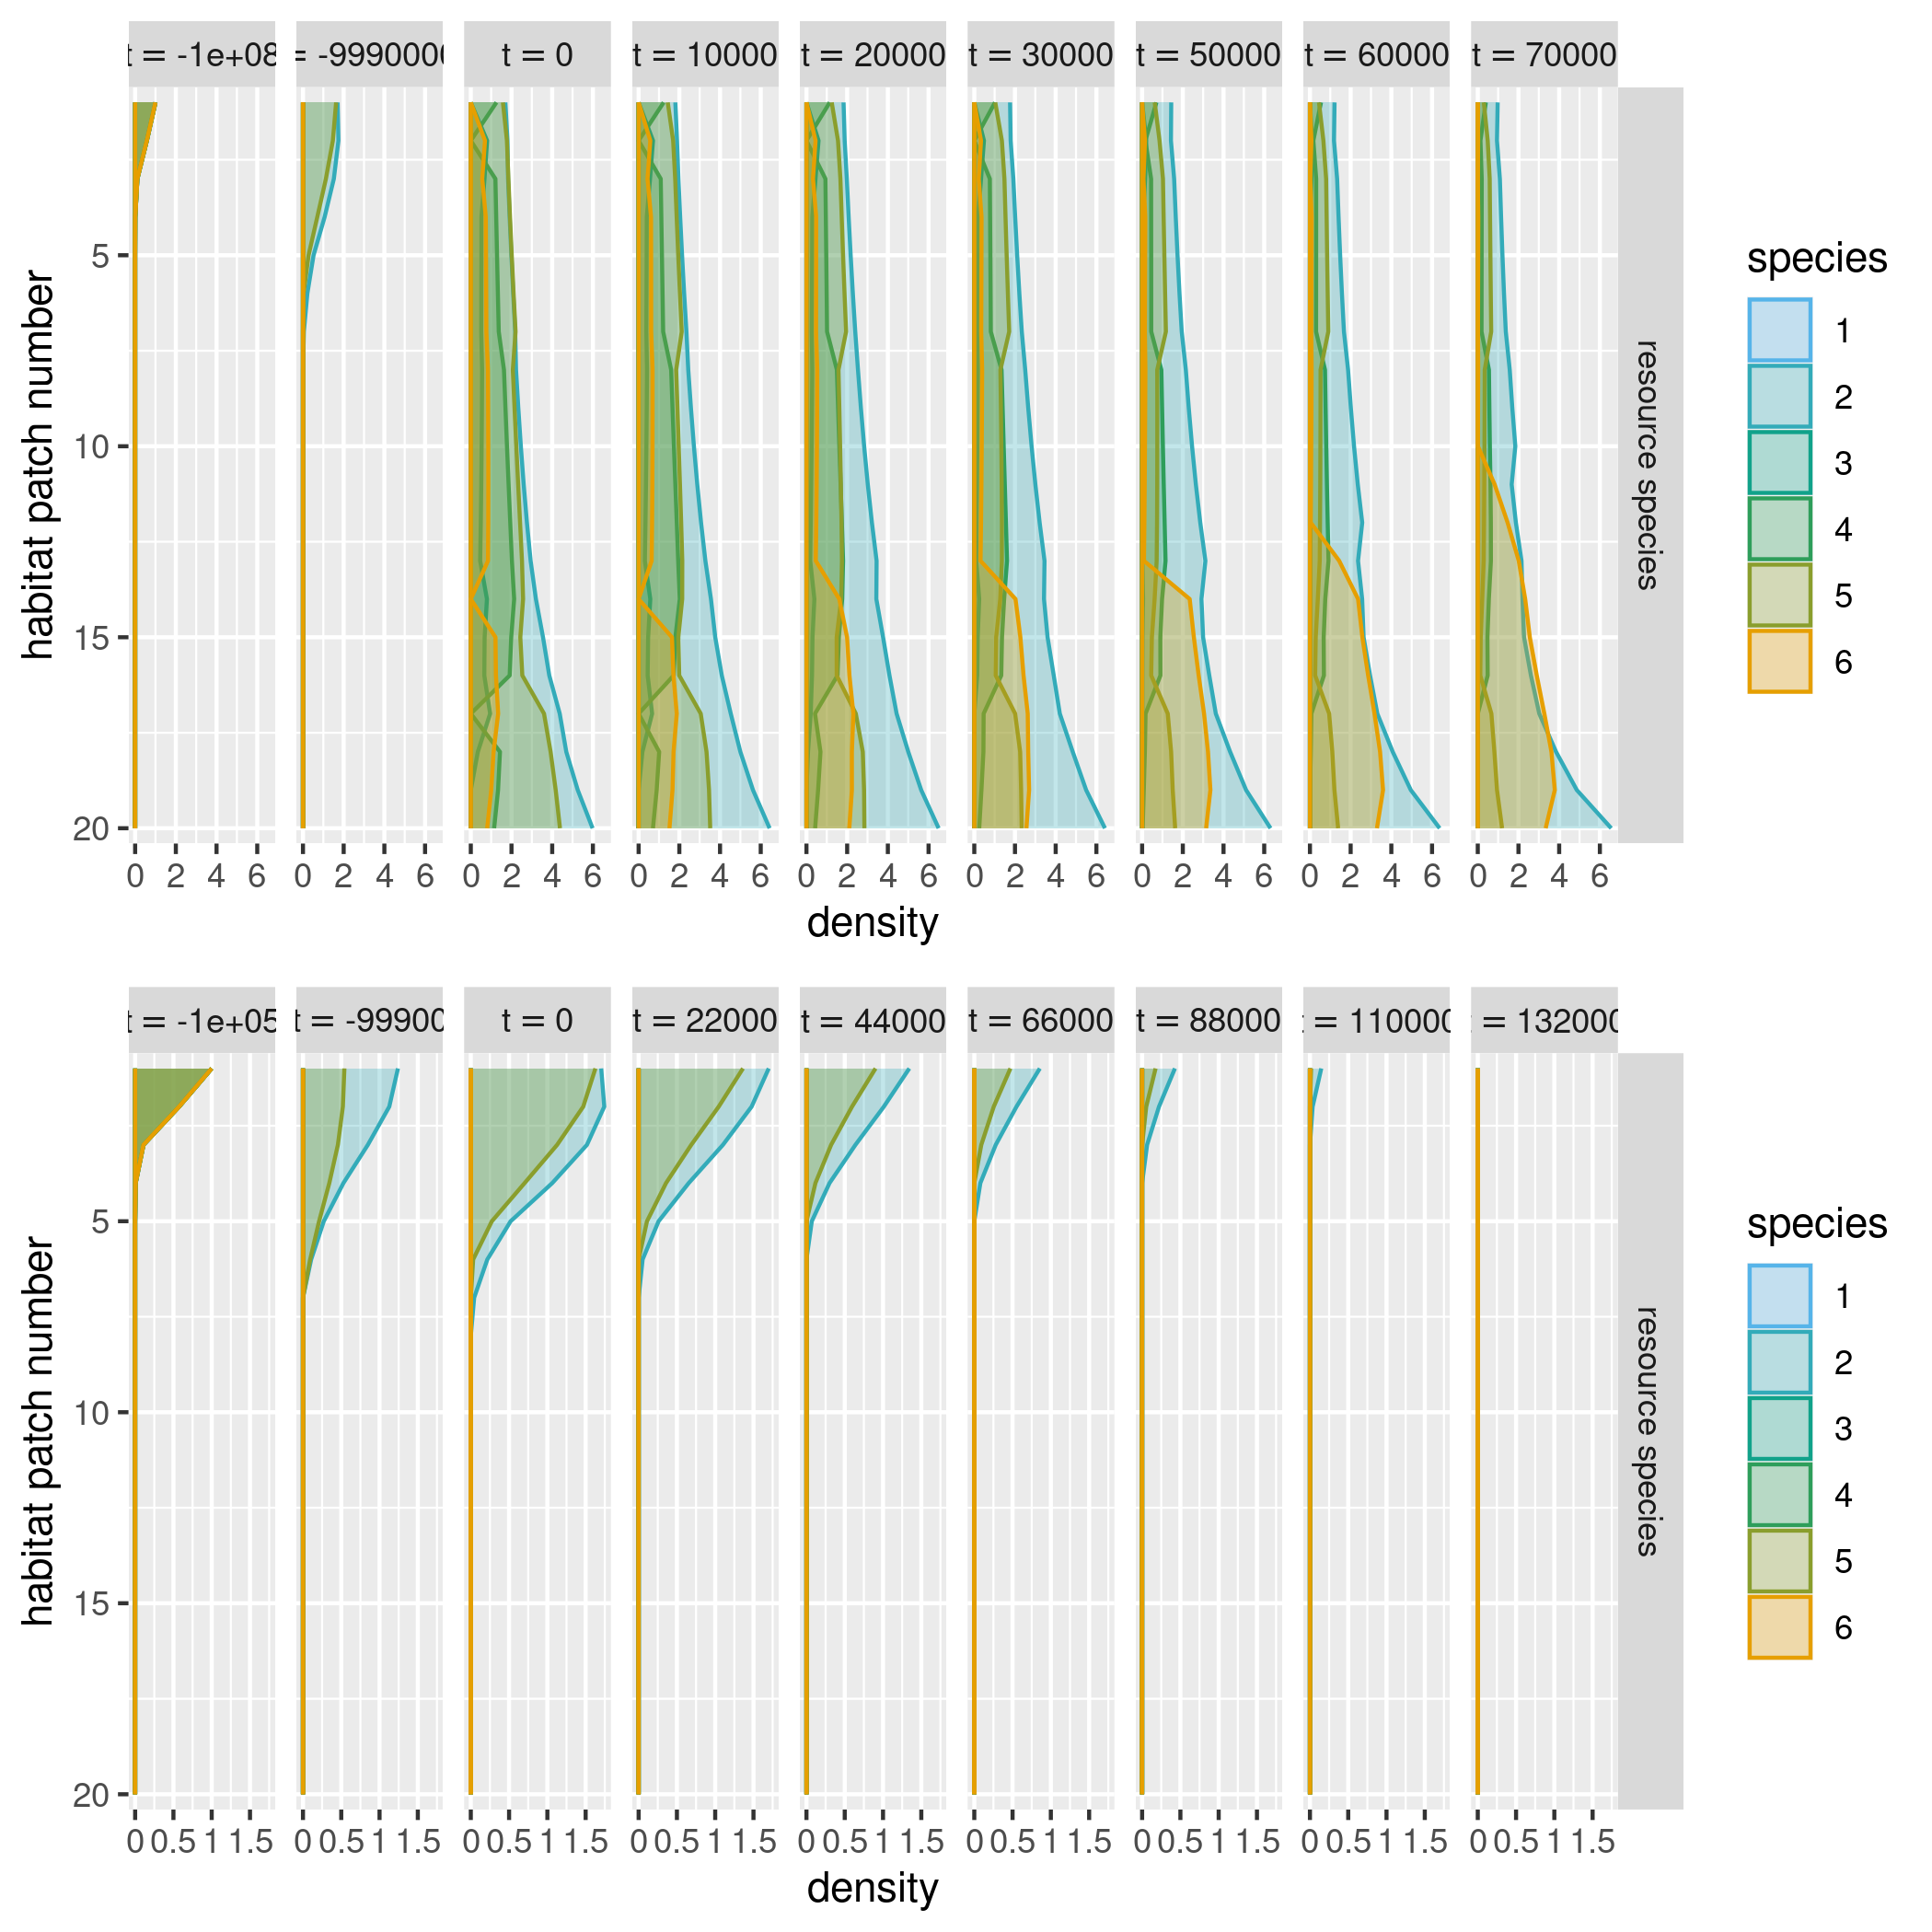 t = -1e+08 = -9990000 t = 0 t = 10000 t = 20000 t = 30000 t = 50000 t = 60000 t = 70000
habitat patch number
5
10
15
20
resource species
0 2 4 6 0 2 4 6 0 2 4 6 0 2 4 6 0 2 4 6 0 2 4 6 0 2 4 6 0 2 4 6 0 2 4 6
density
species
1
2
3
4
5
6
t = -1e+05 t = -99900 t = 0 t = 22000 t = 44000 t = 66000 t = 88000 = 110000 = 132000
habitat patch number
5
10
15
20
resource species
0 0.5 1 1.5 0 0.5 1 1.5 0 0.5 1 1.5 0 0.5 1 1.5 0 0.5 1 1.5 0 0.5 1 1.5 0 0.5 1 1.5 0 0.5 1 1.5 0 0.5 1 1.5
density
species
1
2
3
4
5
6